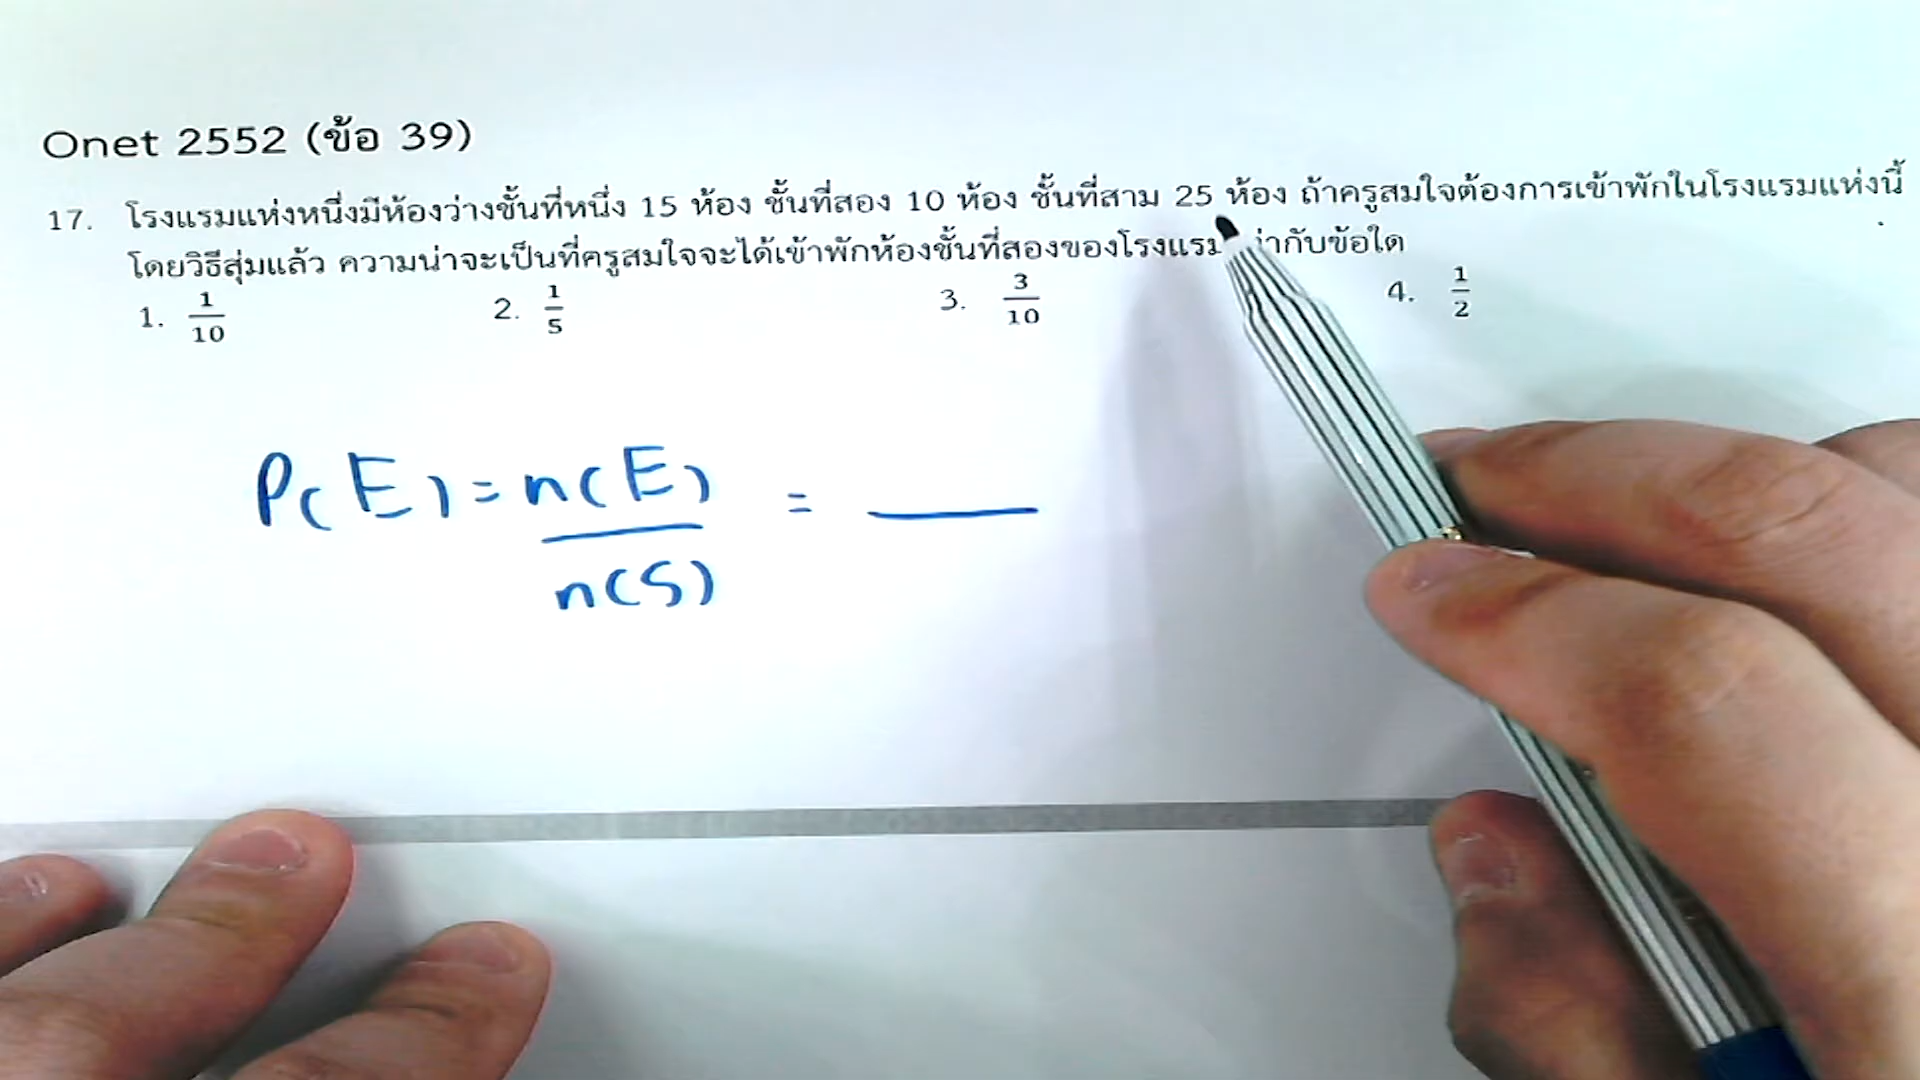 Onet 2552 (ข้อ 39)
17. โรงแรมแห่งหนึ่งมีห้องว่างชั้นที่หนึ่ง 15 ห้อง ชั้นที่สอง 10 ห้อง ชั้นที่สาม 25 ห้อง ถ้าครูสมใจต้องการเข้าพักในโรงแรมแห่งนี้
โดยวิธีสุ่มแล้ว ความน่าจะเป็นที่ครูสมใจจะได้เข้าพักห้องชั้นที่สองของโรงแรม ากับข้อใด
1. 1/10 2. 1/5 3. 3/10 4. 1/2
P(E) = n(E)/n(S) = ___